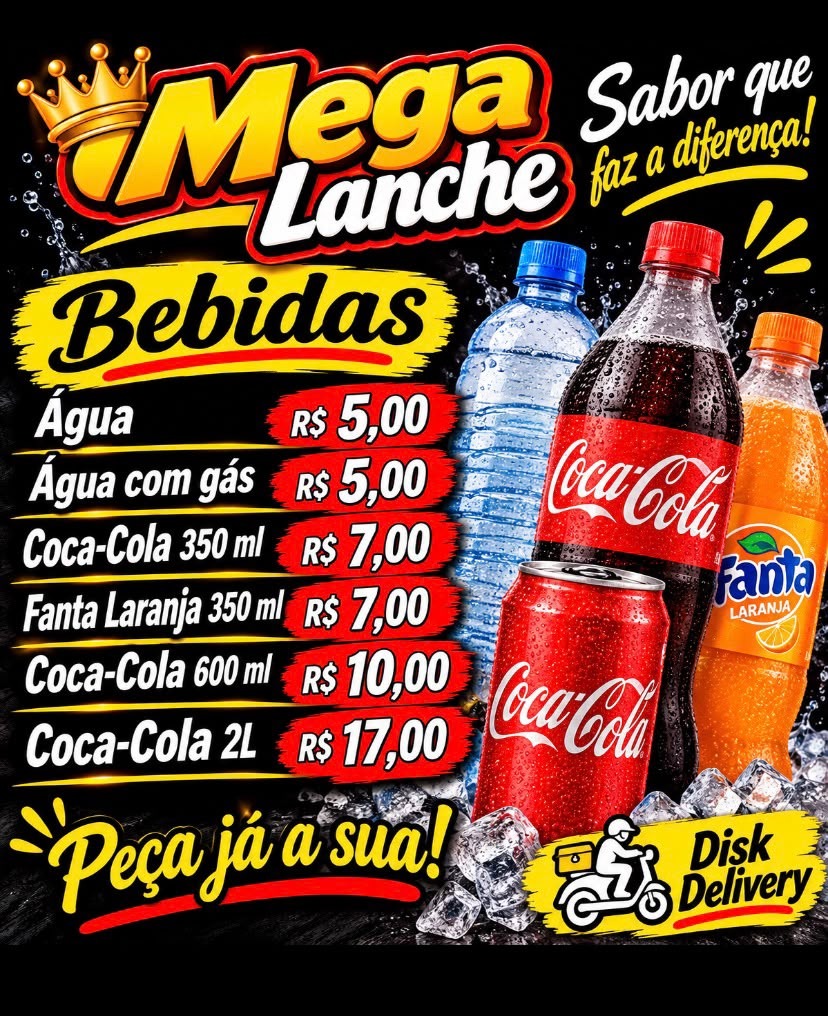 Mega
Lanche
Sabor que
faz a diferença!
Bebidas
Água R$ 5,00
Água com gás R$ 5,00
Coca-Cola 350 ml R$ 7,00
Fanta Laranja 350 ml R$ 7,00
Coca-Cola 600 ml R$ 10,00
Coca-Cola 2L R$ 17,00
Coca-Cola
Fanta
LARANJA
Coca-Cola
Peça já a sua!
Disk
Delivery